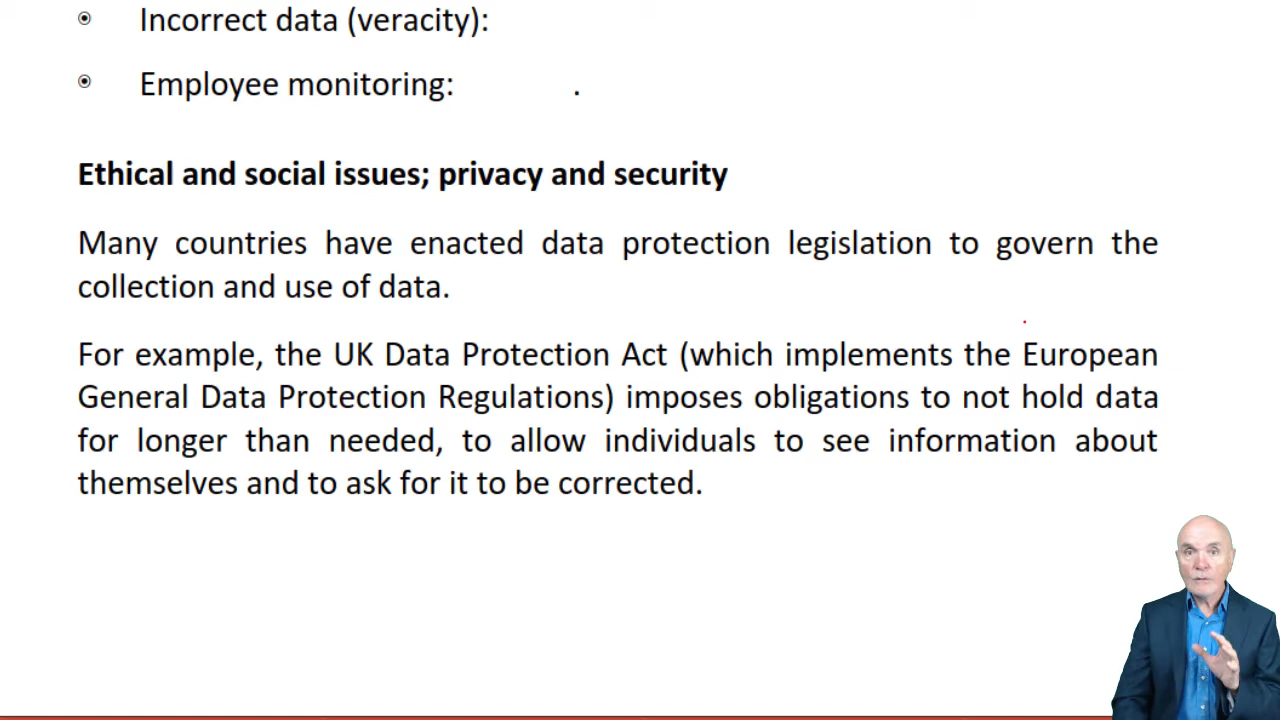 Incorrect data (veracity):
Employee monitoring: .
Ethical and social issues; privacy and security
Many countries have enacted data protection legislation to govern the
collection and use of data.
For example, the UK Data Protection Act (which implements the European
General Data Protection Regulations) imposes obligations to not hold data
for longer than needed, to allow individuals to see information about
themselves and to ask for it to be corrected.